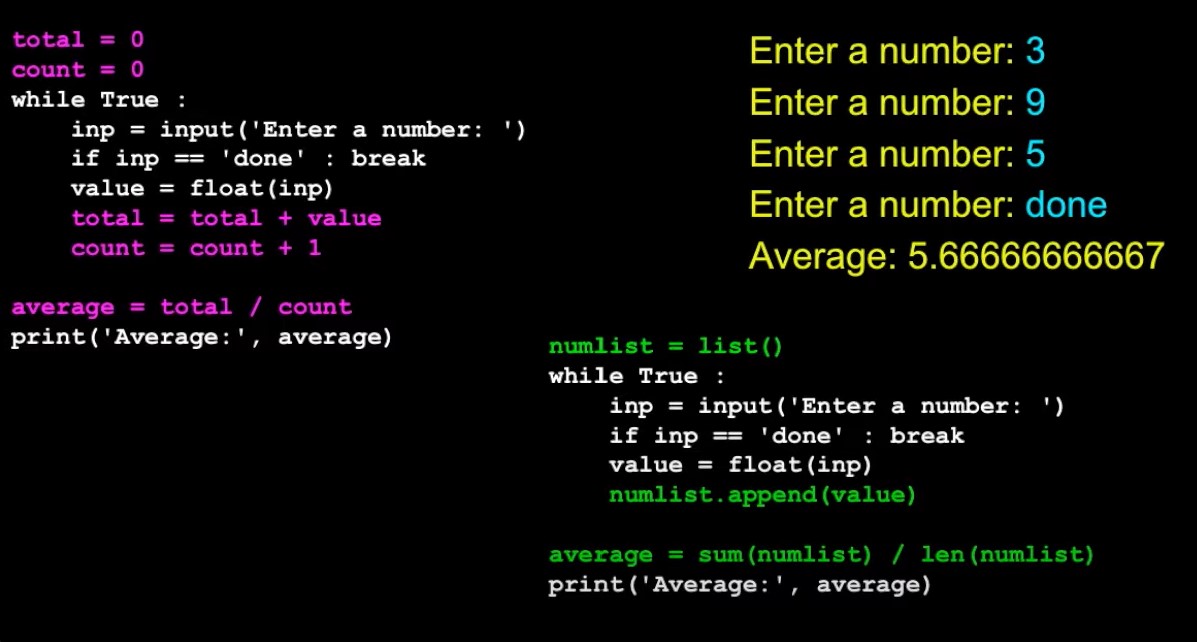 total = 0
count = 0
while True :
    inp = input('Enter a number: ')
    if inp == 'done' : break
    value = float(inp)
    total = total + value
    count = count + 1

average = total / count
print('Average:', average)
Enter a number: 3
Enter a number: 9
Enter a number: 5
Enter a number: done
Average: 5.66666666667
numlist = list()
while True :
    inp = input('Enter a number: ')
    if inp == 'done' : break
    value = float(inp)
    numlist.append(value)

average = sum(numlist) / len(numlist)
print('Average:', average)